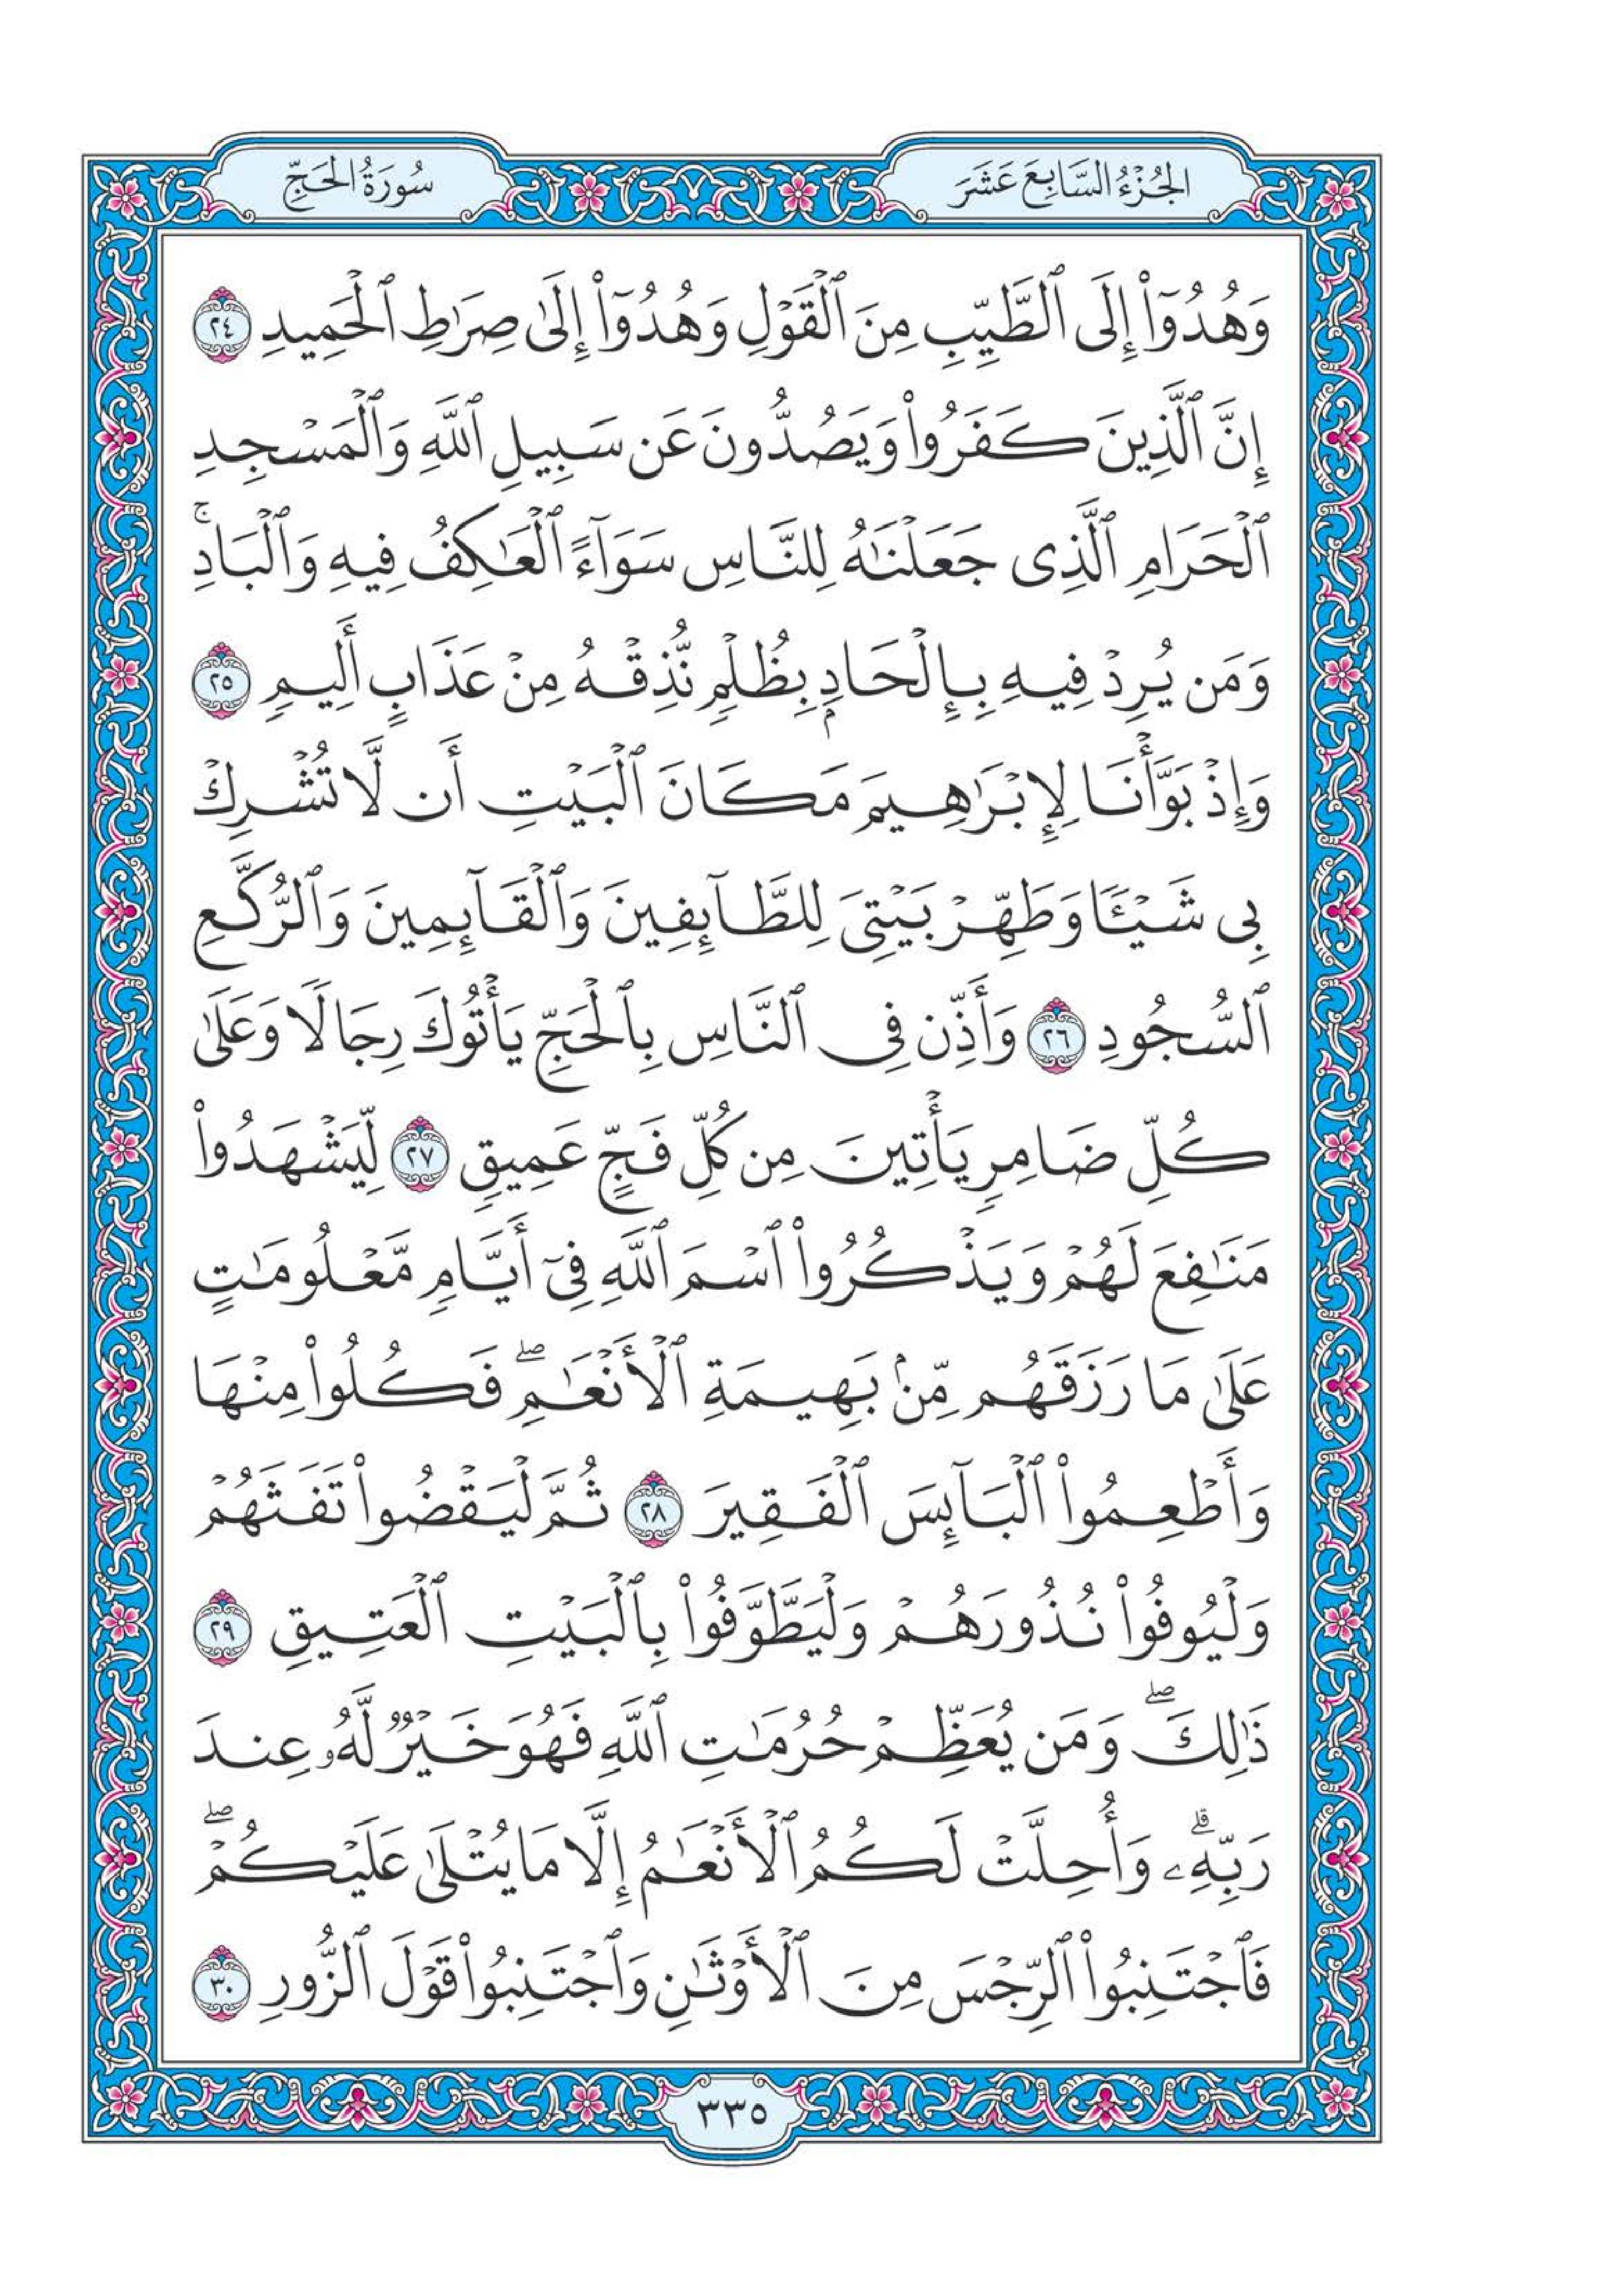 الجُزْءُ السَّابِعَ عَشَرَ
سُورَةُ الحَجِّ
وَهُدُوٓاْ إِلَى ٱلطَّيِّبِ مِنَ ٱلْقَوْلِ وَهُدُوٓاْ إِلَىٰ صِرَٰطِ ٱلْحَمِيدِ ٢٤
إِنَّ ٱلَّذِينَ كَفَرُواْ وَيَصُدُّونَ عَن سَبِيلِ ٱللَّهِ وَٱلْمَسْجِدِ
ٱلْحَرَامِ ٱلَّذِى جَعَلْنَٰهُ لِلنَّاسِ سَوَآءً ٱلْعَٰكِفُ فِيهِ وَٱلْبَادِۚ
وَمَن يُرِدْ فِيهِ بِإِلْحَادِۭ بِظُلْمٍ نُّذِقْهُ مِنْ عَذَابٍ أَلِيمٍ ٢٥
وَإِذْ بَوَّأْنَا لِإِبْرَٰهِيمَ مَكَانَ ٱلْبَيْتِ أَن لَّا تُشْرِكْ
بِى شَيْـًٔا وَطَهِّرْ بَيْتِىَ لِلطَّآئِفِينَ وَٱلْقَآئِمِينَ وَٱلرُّكَّعِ
ٱلسُّجُودِ ٢٦ وَأَذِّن فِى ٱلنَّاسِ بِٱلْحَجِّ يَأْتُوكَ رِجَالًا وَعَلَىٰ
كُلِّ ضَامِرٍ يَأْتِينَ مِن كُلِّ فَجٍّ عَمِيقٍ ٢٧ لِّيَشْهَدُواْ
مَنَٰفِعَ لَهُمْ وَيَذْكُرُواْ ٱسْمَ ٱللَّهِ فِىٓ أَيَّامٍ مَّعْلُومَٰتٍ
عَلَىٰ مَا رَزَقَهُم مِّنۢ بَهِيمَةِ ٱلْأَنْعَٰمِۖ فَكُلُواْ مِنْهَا
وَأَطْعِمُواْ ٱلْبَآئِسَ ٱلْفَقِيرَ ٢٨ ثُمَّ لْيَقْضُواْ تَفَثَهُمْ
وَلْيُوفُواْ نُذُورَهُمْ وَلْيَطَّوَّفُواْ بِٱلْبَيْتِ ٱلْعَتِيقِ ٢٩
ذَٰلِكَۖ وَمَن يُعَظِّمْ حُرُمَٰتِ ٱللَّهِ فَهُوَ خَيْرٌ لَّهُۥ عِندَ
رَبِّهِۦۗ وَأُحِلَّتْ لَكُمُ ٱلْأَنْعَٰمُ إِلَّا مَا يُتْلَىٰ عَلَيْكُمْۖ
فَٱجْتَنِبُواْ ٱلرِّجْسَ مِنَ ٱلْأَوْثَٰنِ وَٱجْتَنِبُواْ قَوْلَ ٱلزُّورِ ٣٠
٣٣٥